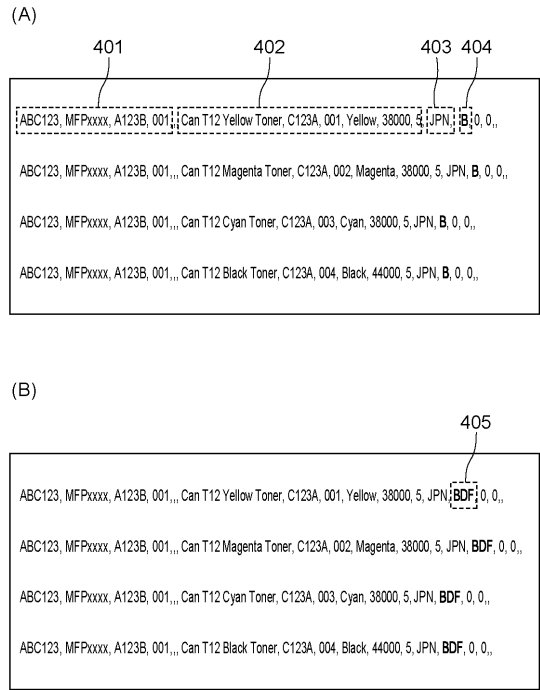 (A)
401 402 403 404
ABC123, MFPxxxx, A123B, 001,,, Can T12 Yellow Toner, C123A, 001, Yellow, 38000, 5, JPN, B, 0, 0,,
ABC123, MFPxxxx, A123B, 001,,, Can T12 Magenta Toner, C123A, 002, Magenta, 38000, 5, JPN, B, 0, 0,,
ABC123, MFPxxxx, A123B, 001,,, Can T12 Cyan Toner, C123A, 003, Cyan, 38000, 5, JPN, B, 0, 0,,
ABC123, MFPxxxx, A123B, 001,,, Can T12 Black Toner, C123A, 004, Black, 44000, 5, JPN, B, 0, 0,,
(B)
405
ABC123, MFPxxxx, A123B, 001,,, Can T12 Yellow Toner, C123A, 001, Yellow, 38000, 5, JPN, BDF, 0, 0,,
ABC123, MFPxxxx, A123B, 001,,, Can T12 Magenta Toner, C123A, 002, Magenta, 38000, 5, JPN, BDF, 0, 0,,
ABC123, MFPxxxx, A123B, 001,,, Can T12 Cyan Toner, C123A, 003, Cyan, 38000, 5, JPN, BDF, 0, 0,,
ABC123, MFPxxxx, A123B, 001,,, Can T12 Black Toner, C123A, 004, Black, 44000, 5, JPN, BDF, 0, 0,,